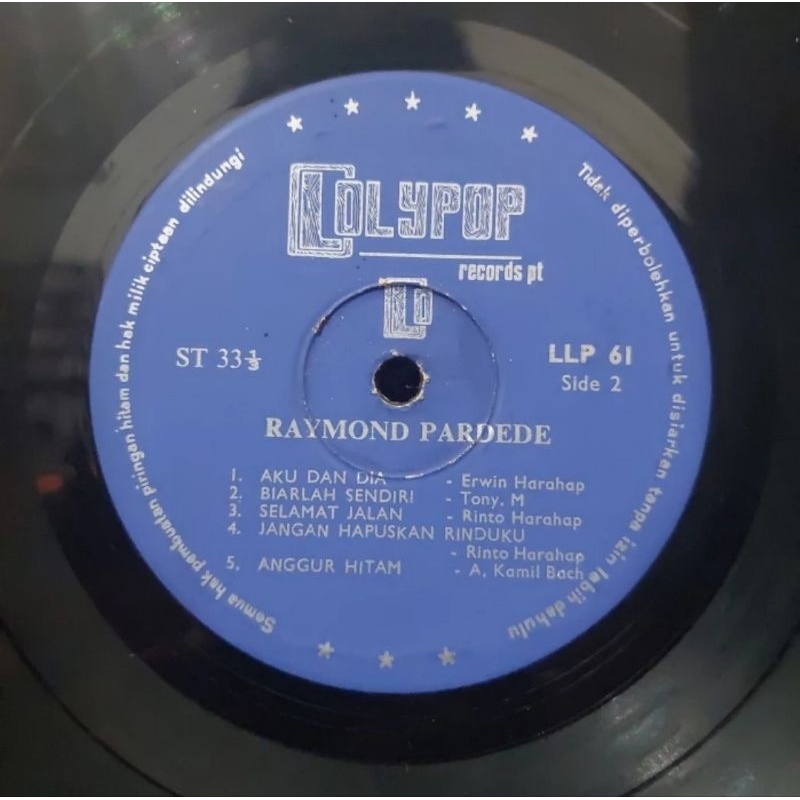 Semua hak pembuatan piringan hitam dan hak milik ciptaan dilindungi
Tidak diperbolehkan untuk disiarkan tanpa izin lebih dahulu
LOLYPOP
records pt
LO
ST 33⅓
LLP 61
Side 2
RAYMOND PARDEDE
1. AKU DAN DIA - Erwin Harahap
2. BIARLAH SENDIRI - Tony. M
3. SELAMAT JALAN - Rinto Harahap
4. JANGAN HAPUSKAN RINDUKU
- Rinto Harahap
5. ANGGUR HITAM - A. Kamil Bach